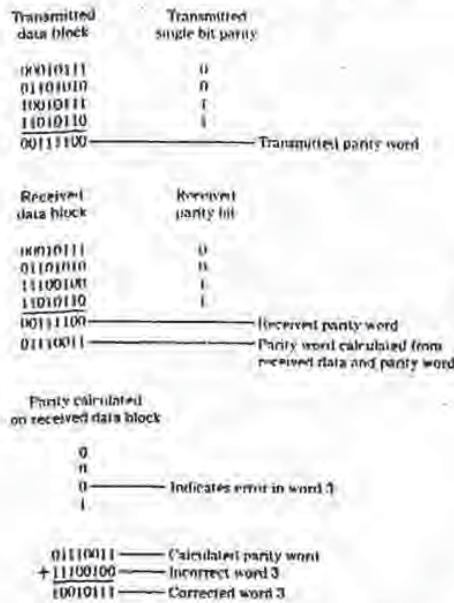 Transmitted Transmitted
data block single bit parity
00010111 0
01101010 0
10010111 1
11010110 1
00111100 Transmitted parity word
Received Received
data block parity bit
00010111 0
01101010 0
11100100 1
11010110 1
00111100 Received parity word
01110011 Parity word calculated from
received data and parity word
Parity calculated
on received data block
0
0
0 Indicates error in word 3
1
01110011 Calculated parity word
+ 11100100 Incorrect word 3
10010111 Corrected word 3